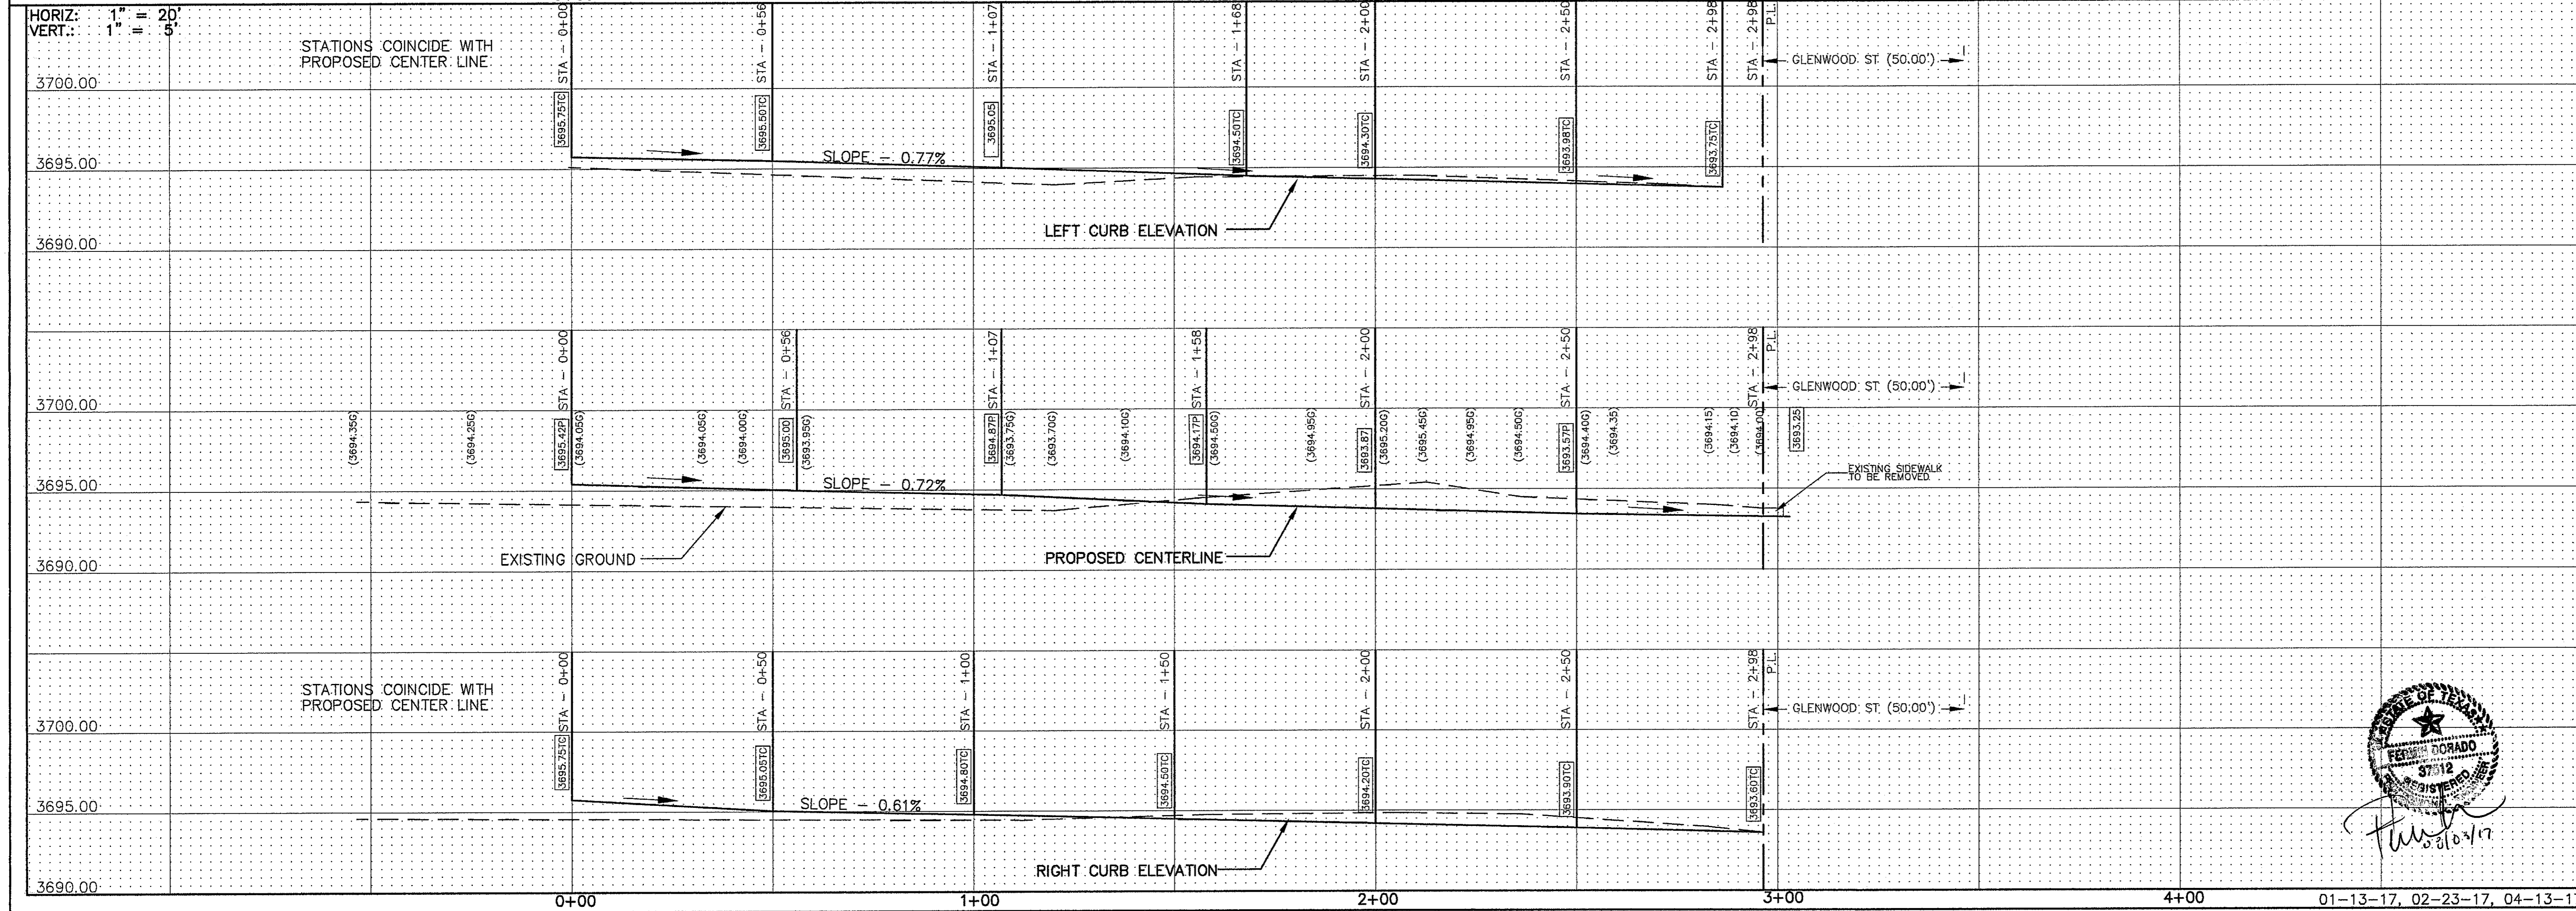 HORIZ: 1" = 20'
VERT.: 1" = 5'
STATIONS COINCIDE WITH
PROPOSED CENTER LINE
STA - 0+00
STA - 0+56
STA - 1+07
STA - 1+68
STA - 2+00
STA - 2+50
STA - 2+98
STA - 2+98
P.L.
GLENWOOD ST (50.00')
3700.00
3695.75TC
3695.50TC
3695.05
3694.50TC
3694.30TC
3693.98TC
3693.75TC
3695.00
SLOPE - 0.77%
LEFT CURB ELEVATION
3690.00
STA - 0+00
STA - 0+56
STA - 1+07
STA - 1+58
STA - 2+00
STA - 2+50
STA - 2+98
P.L.
GLENWOOD ST (50.00')
3700.00
(3694.35G)
(3694.25G)
3695.42P
(3694.05G)
(3694.05G)
(3694.00G)
3695.00
(3693.95G)
3694.87P
(3693.75G)
(3693.70G)
(3694.10G)
3694.17P
(3694.50G)
(3694.95G)
3693.87
(3695.20G)
(3695.45G)
(3694.95G)
(3694.50G)
3693.57P
(3694.40G)
(3694.35)
(3694.15)
(3694.10)
(3694.00)
3693.25
3695.00
SLOPE - 0.72%
EXISTING SIDEWALK
TO BE REMOVED
EXISTING GROUND
PROPOSED CENTERLINE
3690.00
STATIONS COINCIDE WITH
PROPOSED CENTER LINE
STA - 0+00
STA - 0+50
STA - 1+00
STA - 1+50
STA - 2+00
STA - 2+50
STA - 2+98
P.L.
GLENWOOD ST (50.00')
3700.00
3695.75TC
3695.05TC
3694.80TC
3694.50TC
3694.20TC
3693.90TC
3693.60TC
3695.00
SLOPE - 0.61%
RIGHT CURB ELEVATION
3690.00
STATE OF TEXAS
FERMIN DORADO
37512
REGISTERED
0+00
1+00
2+00
3+00
4+00
01-13-17, 02-23-17, 04-13-1